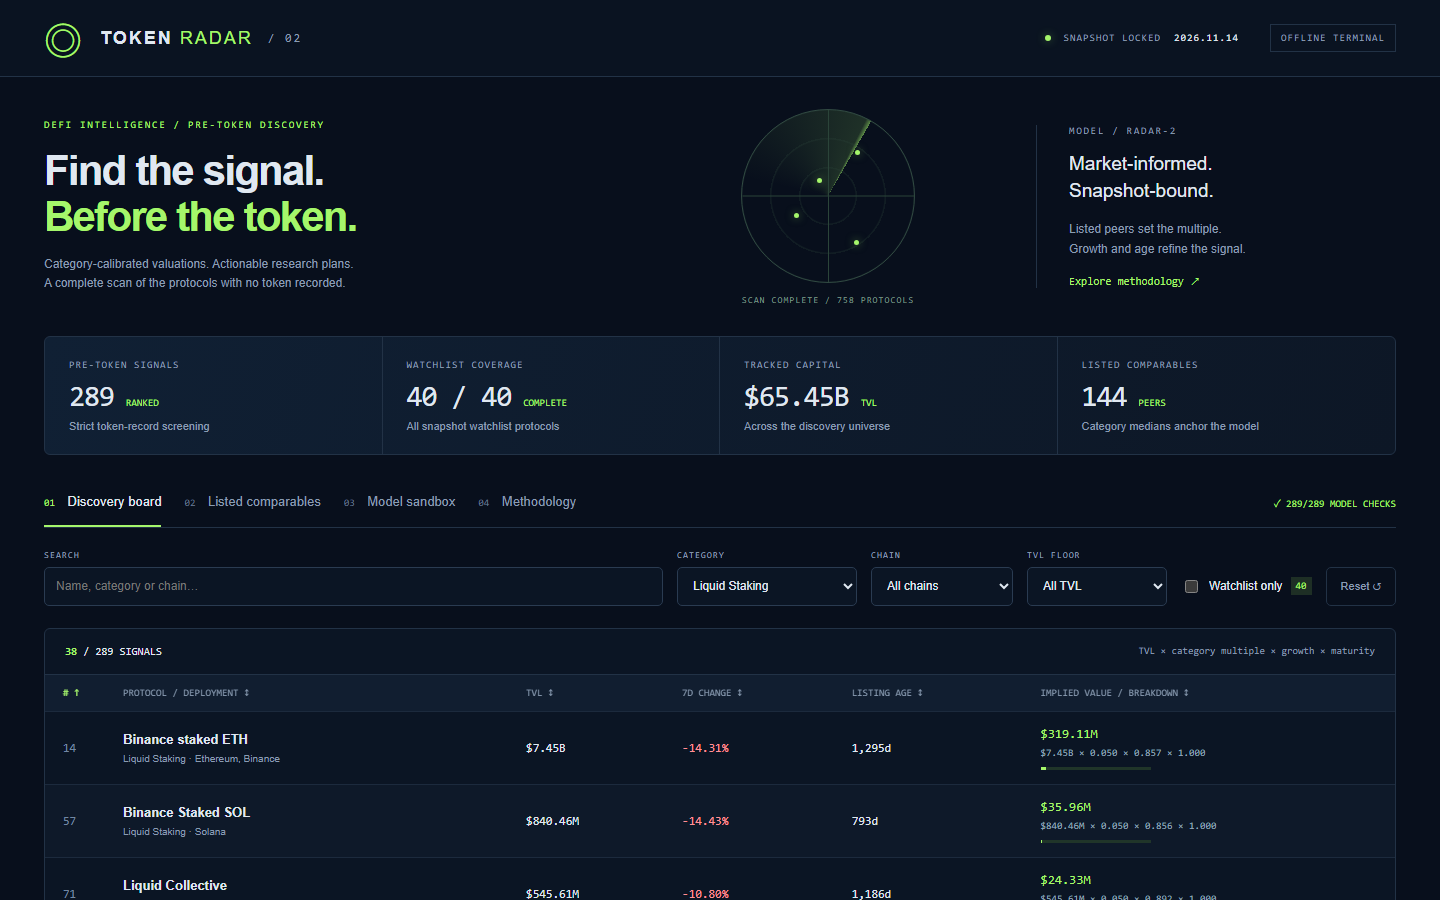 TOKEN RADAR / 02
SNAPSHOT LOCKED 2026.11.14
OFFLINE TERMINAL
DEFI INTELLIGENCE / PRE-TOKEN DISCOVERY
Find the signal.
Before the token.
Category-calibrated valuations. Actionable research plans.
A complete scan of the protocols with no token recorded.
SCAN COMPLETE / 758 PROTOCOLS
MODEL / RADAR-2
Market-informed.
Snapshot-bound.
Listed peers set the multiple.
Growth and age refine the signal.
Explore methodology ↗
PRE-TOKEN SIGNALS
289 RANKED
Strict token-record screening
WATCHLIST COVERAGE
40 / 40 COMPLETE
All snapshot watchlist protocols
TRACKED CAPITAL
$65.45B TVL
Across the discovery universe
LISTED COMPARABLES
144 PEERS
Category medians anchor the model
01 Discovery board
02 Listed comparables
03 Model sandbox
04 Methodology
✓ 289/289 MODEL CHECKS
SEARCH
Name, category or chain...
CATEGORY
Liquid Staking
CHAIN
All chains
TVL FLOOR
All TVL
Watchlist only 40
Reset ↺
38 / 289 SIGNALS
TVL × category multiple × growth × maturity
# ↑ PROTOCOL / DEPLOYMENT ↕ TVL ↕ 7D CHANGE ↕ LISTING AGE ↕ IMPLIED VALUE / BREAKDOWN ↕
14 Binance staked ETH $7.45B -14.31% 1,295d $319.11M
Liquid Staking · Ethereum, Binance $7.45B × 0.050 × 0.857 × 1.000
57 Binance Staked SOL $840.46M -14.43% 793d $35.96M
Liquid Staking · Solana $840.46M × 0.050 × 0.856 × 1.000
71 Liquid Collective $545.61M -10.80% 1,186d $24.33M
$545.61M × 0.050 × 0.892 × 1.000